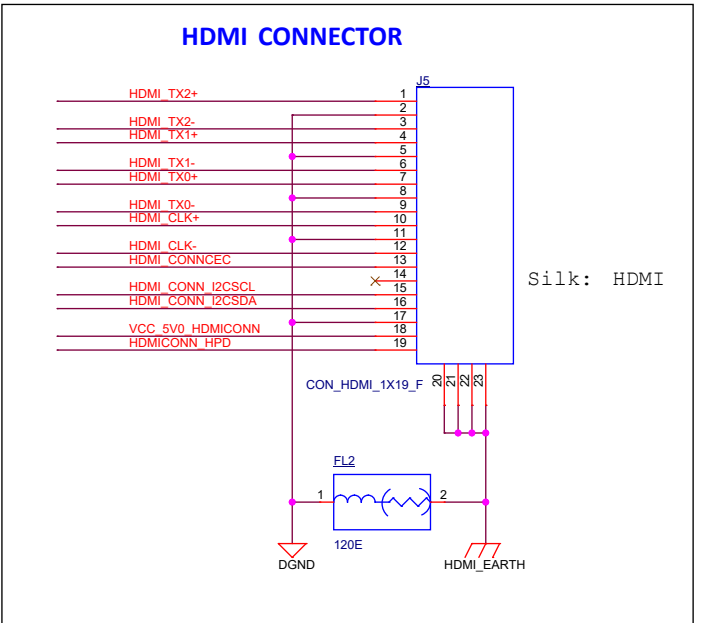 HDMI CONNECTOR
J5
HDMI_TX2+ 1
2
HDMI_TX2- 3
HDMI_TX1+ 4
5
HDMI_TX1- 6
HDMI_TX0+ 7
8
HDMI_TX0- 9
HDMI_CLK+ 10
11
HDMI_CLK- 12
HDMI_CONNCEC 13
14
Silk: HDMI
HDMI_CONN_I2CSCL 15
HDMI_CONN_I2CSDA 16
17
VCC_5V0_HDMICONN 18
HDMICONN_HPD 19
CON_HDMI_1X19_F
20 21 22 23
FL2
1 2
120E
DGND
HDMI_EARTH